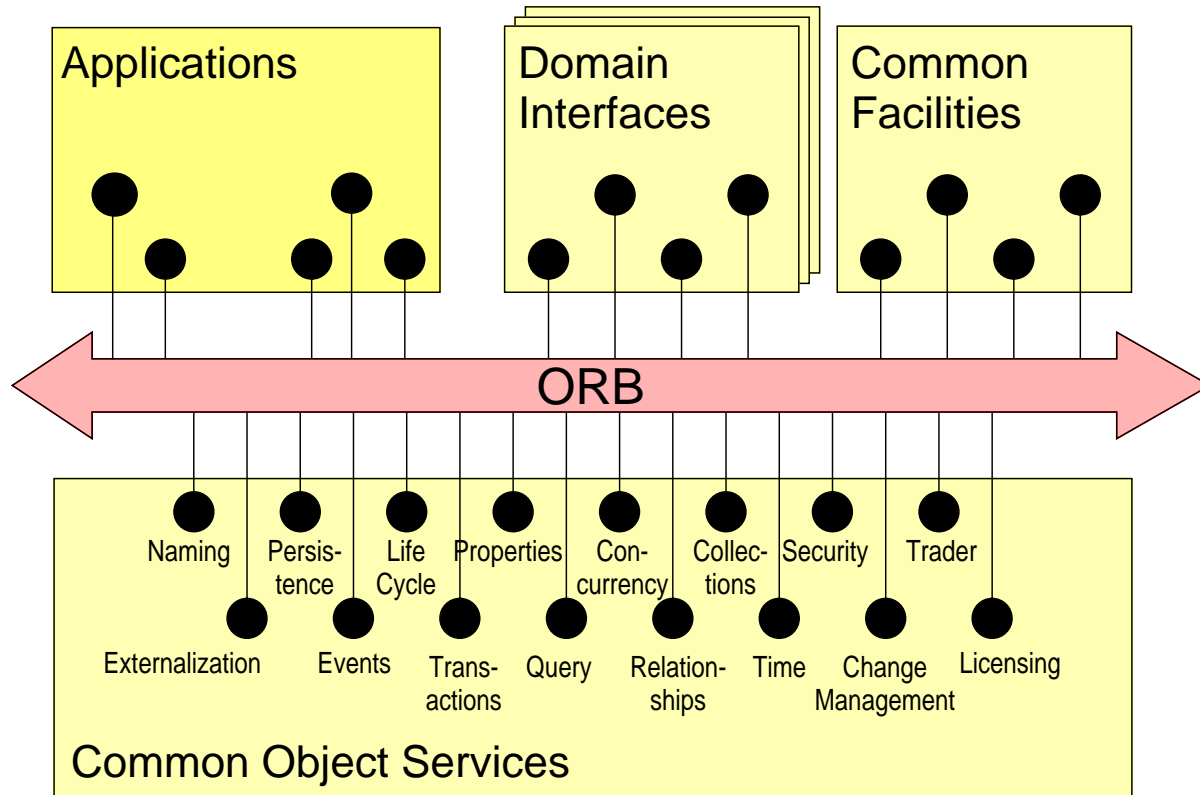 Applications
Domain
Interfaces
Common
Facilities
ORB
Naming
Persis-
tence
Life
Cycle
Properties
Con-
currency
Collec-
tions
Security
Trader
Externalization
Events
Trans-
actions
Query
Relation-
ships
Time
Change
Management
Licensing
Common Object Services